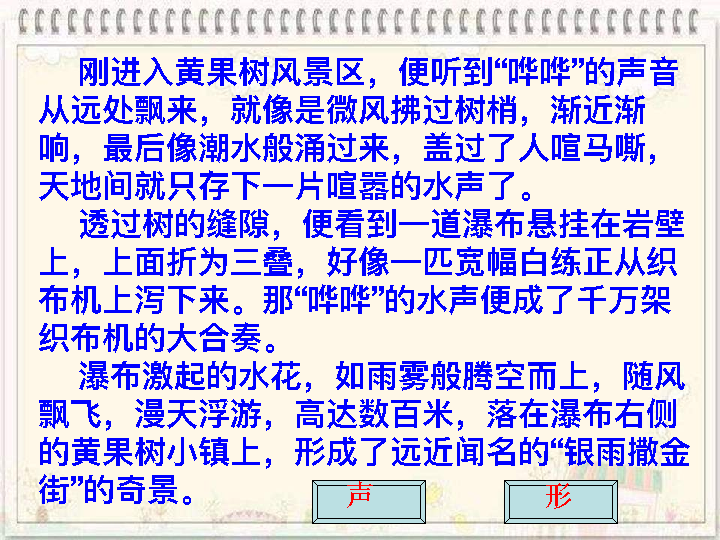 刚进入黄果树风景区，便听到“哗哗”的声音
从远处飘来，就像是微风拂过树梢，渐近渐
响，最后像潮水般涌过来，盖过了人喧马嘶，
天地间就只存下一片喧嚣的水声了。
透过树的缝隙，便看到一道瀑布悬挂在岩壁
上，上面折为三叠，好像一匹宽幅白练正从织
布机上泻下来。那“哗哗”的水声便成了千万架
织布机的大合奏。
瀑布激起的水花，如雨雾般腾空而上，随风
飘飞，漫天浮游，高达数百米，落在瀑布右侧
的黄果树小镇上，形成了远近闻名的“银雨撒金
街”的奇景。
声
形